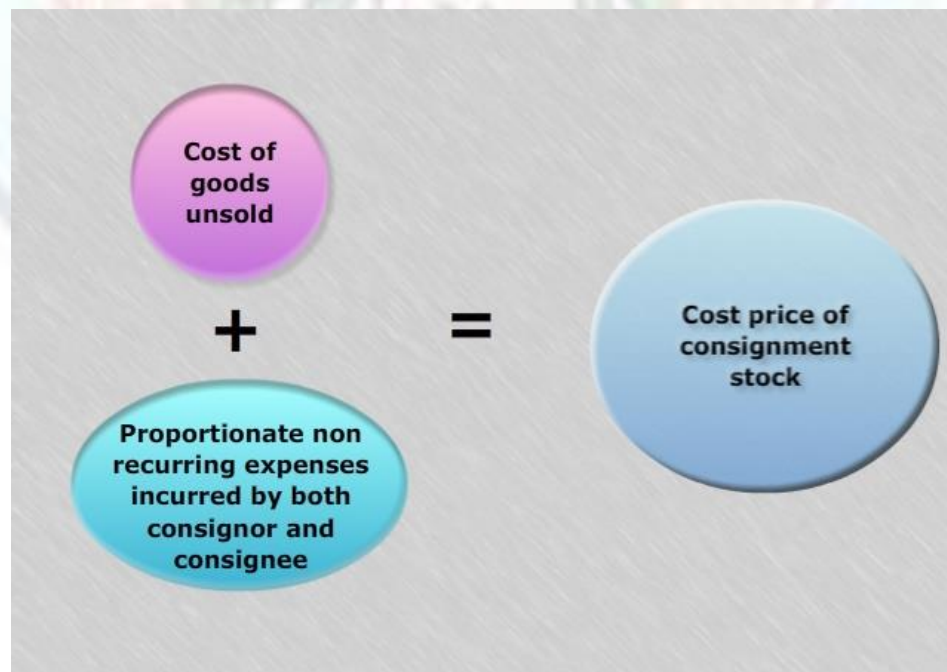 Cost of
goods
unsold
+
=
Proportionate non
recurring expenses
incurred by both
consignor and
consignee
Cost price of
consignment
stock